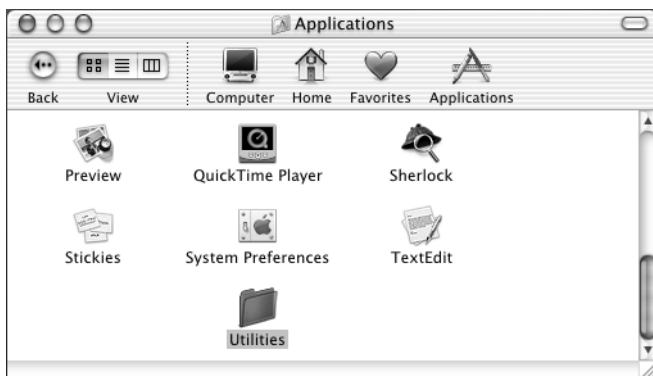 Applications
Back View Computer Home Favorites Applications
Preview QuickTime Player Sherlock
Stickies System Preferences TextEdit
Utilities